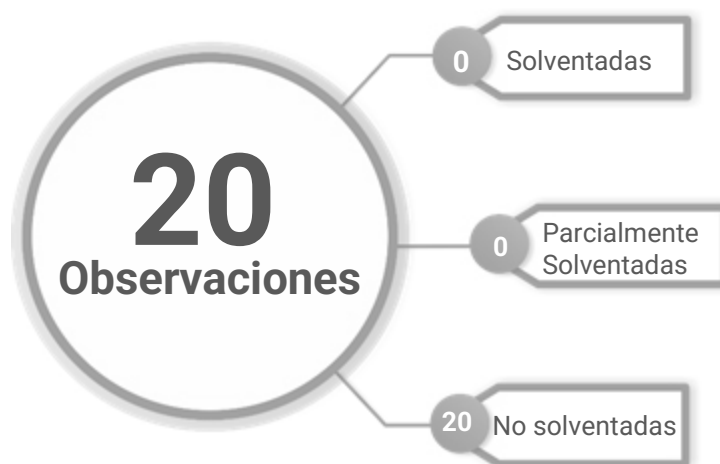 20
Observaciones
0
Solventadas
0
Parcialmente
Solventadas
20
No solventadas